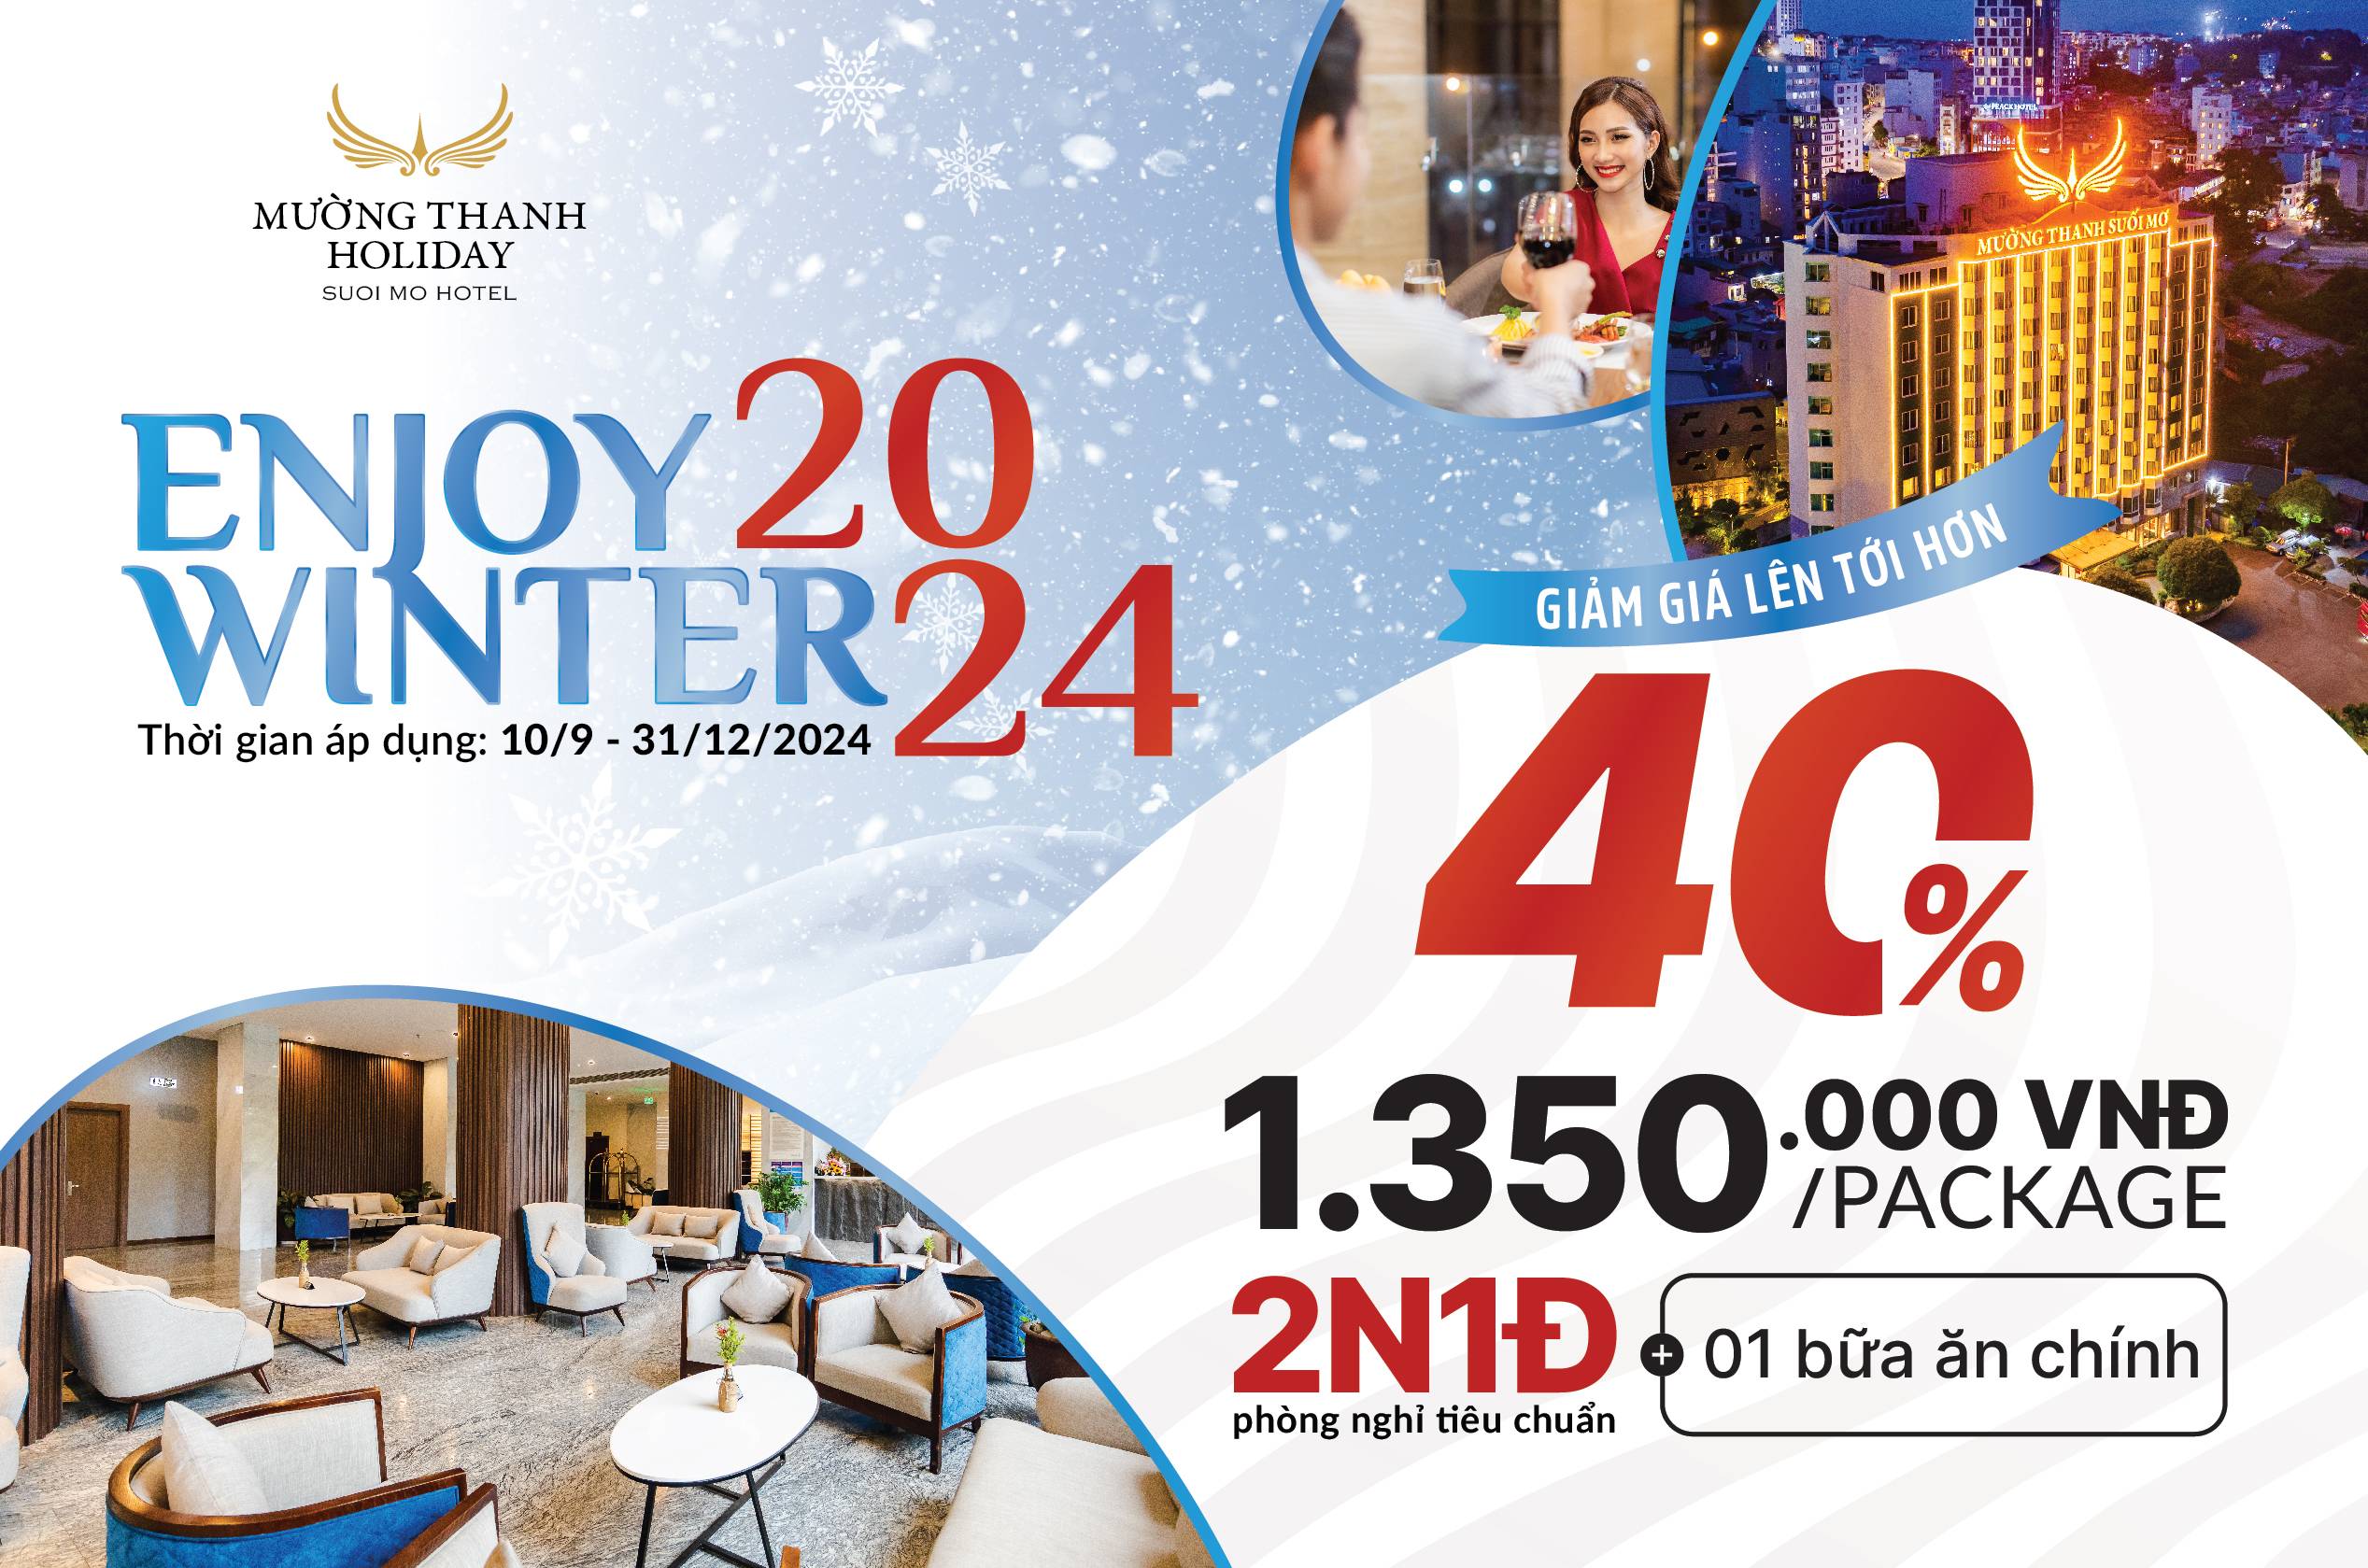 MƯỜNG THANH
HOLIDAY
SUOI MO HOTEL
ENJOY 20
WINTER 24
Thời gian áp dụng: 10/9 - 31/12/2024
MƯỜNG THANH SUỐI MƠ
GIẢM GIÁ LÊN TỚI HƠN
40%
1.350.000 VNĐ
/PACKAGE
2N1Đ
phòng nghỉ tiêu chuẩn
+ 01 bữa ăn chính